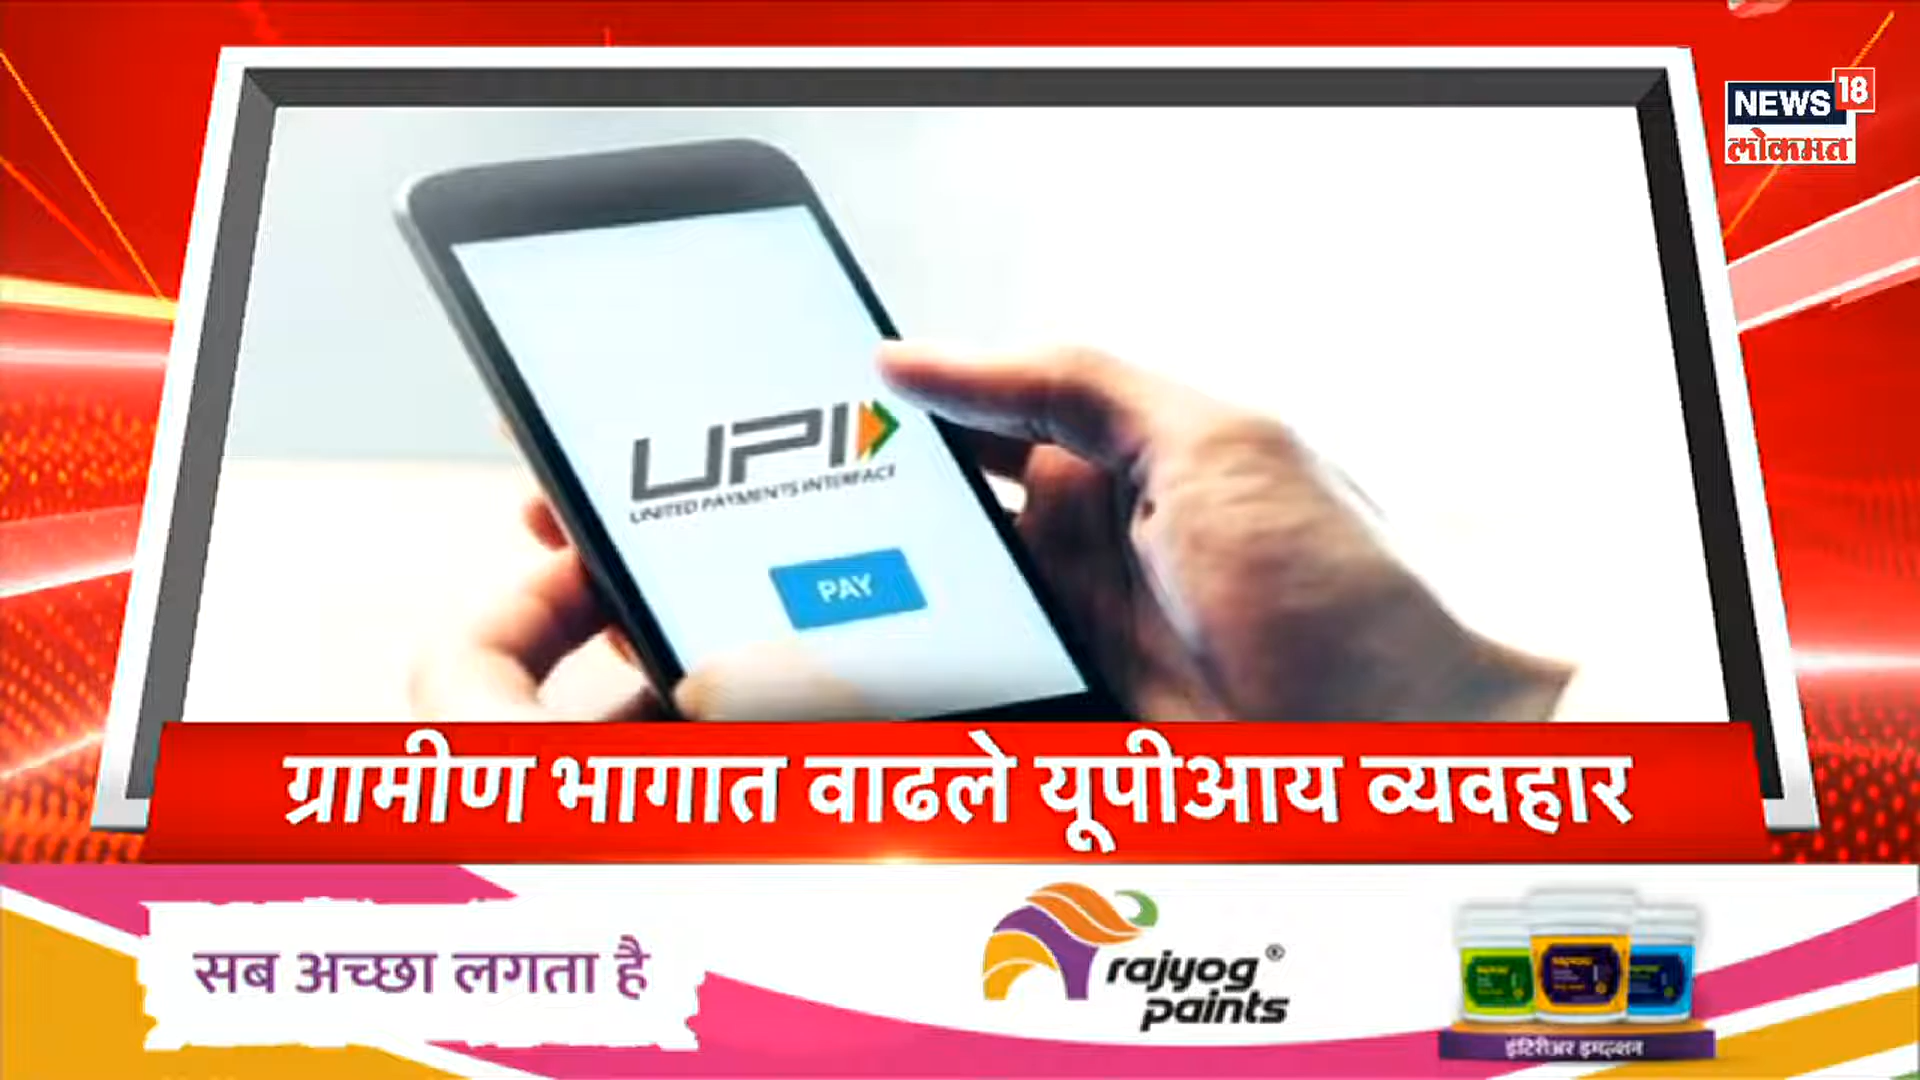 NEWS 18
लोकमत
UPI
UNITED PAYMENTS INTERFACE
PAY
ग्रामीण भागात वाढले यूपीआय व्यवहार
सब अच्छा लगता है
rajyog®
paints
इंटिरीअर इमल्शन